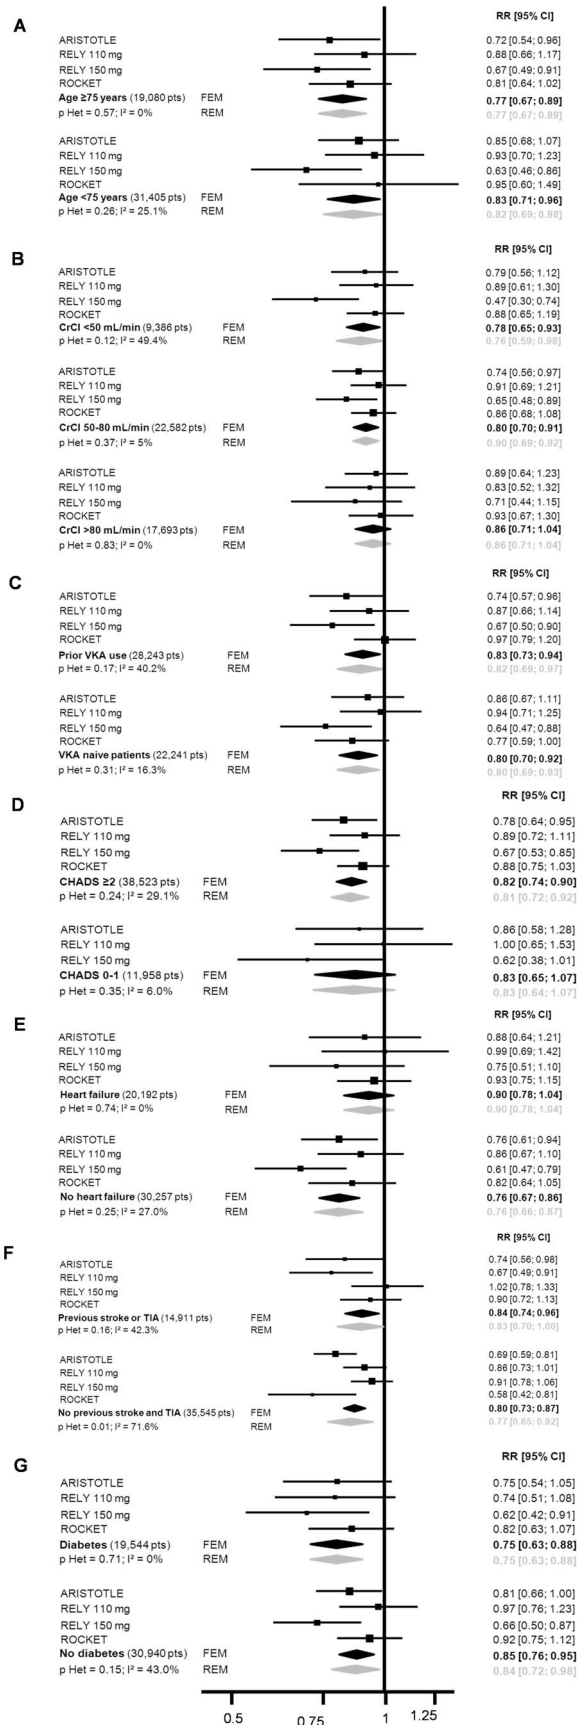 A
RR [95% CI]
ARISTOTLE 0.72 [0.54; 0.96]
RELY 110 mg 0.88 [0.66; 1.17]
RELY 150 mg 0.67 [0.49; 0.91]
ROCKET 0.81 [0.64; 1.02]
Age ≥75 years (19,080 pts) FEM 0.77 [0.67; 0.89]
p Het = 0.57; I² = 0% REM 0.77 [0.67; 0.89]
ARISTOTLE 0.85 [0.68; 1.07]
RELY 110 mg 0.93 [0.70; 1.23]
RELY 150 mg 0.63 [0.46; 0.86]
ROCKET 0.95 [0.60; 1.49]
Age <75 years (31,405 pts) FEM 0.83 [0.71; 0.96]
p Het = 0.26; I² = 25.1% REM 0.82 [0.69; 0.98]
RR [95% CI]
B
ARISTOTLE 0.79 [0.56; 1.12]
RELY 110 mg 0.89 [0.61; 1.30]
RELY 150 mg 0.47 [0.30; 0.74]
ROCKET 0.88 [0.65; 1.19]
CrCl <50 mL/min (9,386 pts) FEM 0.78 [0.65; 0.93]
p Het = 0.12; I² = 49.4% REM 0.76 [0.59; 0.98]
ARISTOTLE 0.74 [0.56; 0.97]
RELY 110 mg 0.91 [0.69; 1.21]
RELY 150 mg 0.65 [0.48; 0.89]
ROCKET 0.86 [0.68; 1.08]
CrCl 50-80 mL/min (22,582 pts) FEM 0.80 [0.70; 0.91]
p Het = 0.37; I² = 5% REM 0.90 [0.69; 0.92]
ARISTOTLE 0.89 [0.64; 1.23]
RELY 110 mg 0.83 [0.52; 1.32]
RELY 150 mg 0.71 [0.44; 1.15]
ROCKET 0.93 [0.67; 1.30]
CrCl >80 mL/min (17,693 pts) FEM 0.86 [0.71; 1.04]
p Het = 0.83; I² = 0% REM 0.86 [0.71; 1.04]
RR [95% CI]
C
ARISTOTLE 0.74 [0.57; 0.96]
RELY 110 mg 0.87 [0.66; 1.14]
RELY 150 mg 0.67 [0.50; 0.90]
ROCKET 0.97 [0.79; 1.20]
Prior VKA use (28,243 pts) FEM 0.83 [0.73; 0.94]
p Het = 0.17; I² = 40.2% REM 0.82 [0.69; 0.97]
ARISTOTLE 0.86 [0.67; 1.11]
RELY 110 mg 0.94 [0.71; 1.25]
RELY 150 mg 0.64 [0.47; 0.88]
ROCKET 0.77 [0.59; 1.00]
VKA naive patients (22,241 pts) FEM 0.80 [0.70; 0.92]
p Het = 0.31; I² = 16.3% REM 0.80 [0.69; 0.93]
RR [95% CI]
D
ARISTOTLE 0.78 [0.64; 0.95]
RELY 110 mg 0.89 [0.72; 1.11]
RELY 150 mg 0.67 [0.53; 0.85]
ROCKET 0.88 [0.75; 1.03]
CHADS ≥2 (38,523 pts) FEM 0.82 [0.74; 0.90]
p Het = 0.24; I² = 29.1% REM 0.81 [0.72; 0.92]
ARISTOTLE 0.86 [0.58; 1.28]
RELY 110 mg 1.00 [0.65; 1.53]
RELY 150 mg 0.62 [0.38; 1.01]
CHADS 0-1 (11,958 pts) FEM 0.83 [0.65; 1.07]
p Het = 0.35; I² = 6.0% REM 0.83 [0.64; 1.07]
RR [95% CI]
E
ARISTOTLE 0.88 [0.64; 1.21]
RELY 110 mg 0.99 [0.69; 1.42]
RELY 150 mg 0.75 [0.51; 1.10]
ROCKET 0.93 [0.75; 1.15]
Heart failure (20,192 pts) FEM 0.90 [0.78; 1.04]
p Het = 0.74; I² = 0% REM 0.90 [0.78; 1.04]
ARISTOTLE 0.76 [0.61; 0.94]
RELY 110 mg 0.86 [0.67; 1.10]
RELY 150 mg 0.61 [0.47; 0.79]
ROCKET 0.82 [0.64; 1.05]
No heart failure (30,257 pts) FEM 0.76 [0.67; 0.86]
p Het = 0.25; I² = 27.0% REM 0.76 [0.66; 0.87]
RR [95% CI]
F
ARISTOTLE 0.74 [0.56; 0.98]
RELY 110 mg 0.67 [0.49; 0.91]
RELY 150 mg 1.02 [0.78; 1.33]
ROCKET 0.90 [0.72; 1.13]
Previous stroke or TIA (14,911 pts) FEM 0.84 [0.74; 0.96]
p Het = 0.16; I² = 42.3% REM 0.83 [0.70; 1.00]
ARISTOTLE 0.69 [0.59; 0.81]
RELY 110 mg 0.86 [0.73; 1.01]
RELY 150 mg 0.91 [0.78; 1.06]
ROCKET 0.58 [0.42; 0.81]
No previous stroke and TIA (35,545 pts) FEM 0.80 [0.73; 0.87]
p Het = 0.01; I² = 71.6% REM 0.77 [0.65; 0.92]
RR [95% CI]
G
ARISTOTLE 0.75 [0.54; 1.05]
RELY 110 mg 0.74 [0.51; 1.08]
RELY 150 mg 0.62 [0.42; 0.91]
ROCKET 0.82 [0.63; 1.07]
Diabetes (19,544 pts) FEM 0.75 [0.63; 0.88]
p Het = 0.71; I² = 0% REM 0.75 [0.63; 0.88]
ARISTOTLE 0.81 [0.66; 1.00]
RELY 110 mg 0.97 [0.76; 1.23]
RELY 150 mg 0.66 [0.50; 0.87]
ROCKET 0.92 [0.75; 1.12]
No diabetes (30,940 pts) FEM 0.85 [0.76; 0.95]
p Het = 0.15; I² = 43.0% REM 0.84 [0.72; 0.98]
0.5 0.75 1 1.25